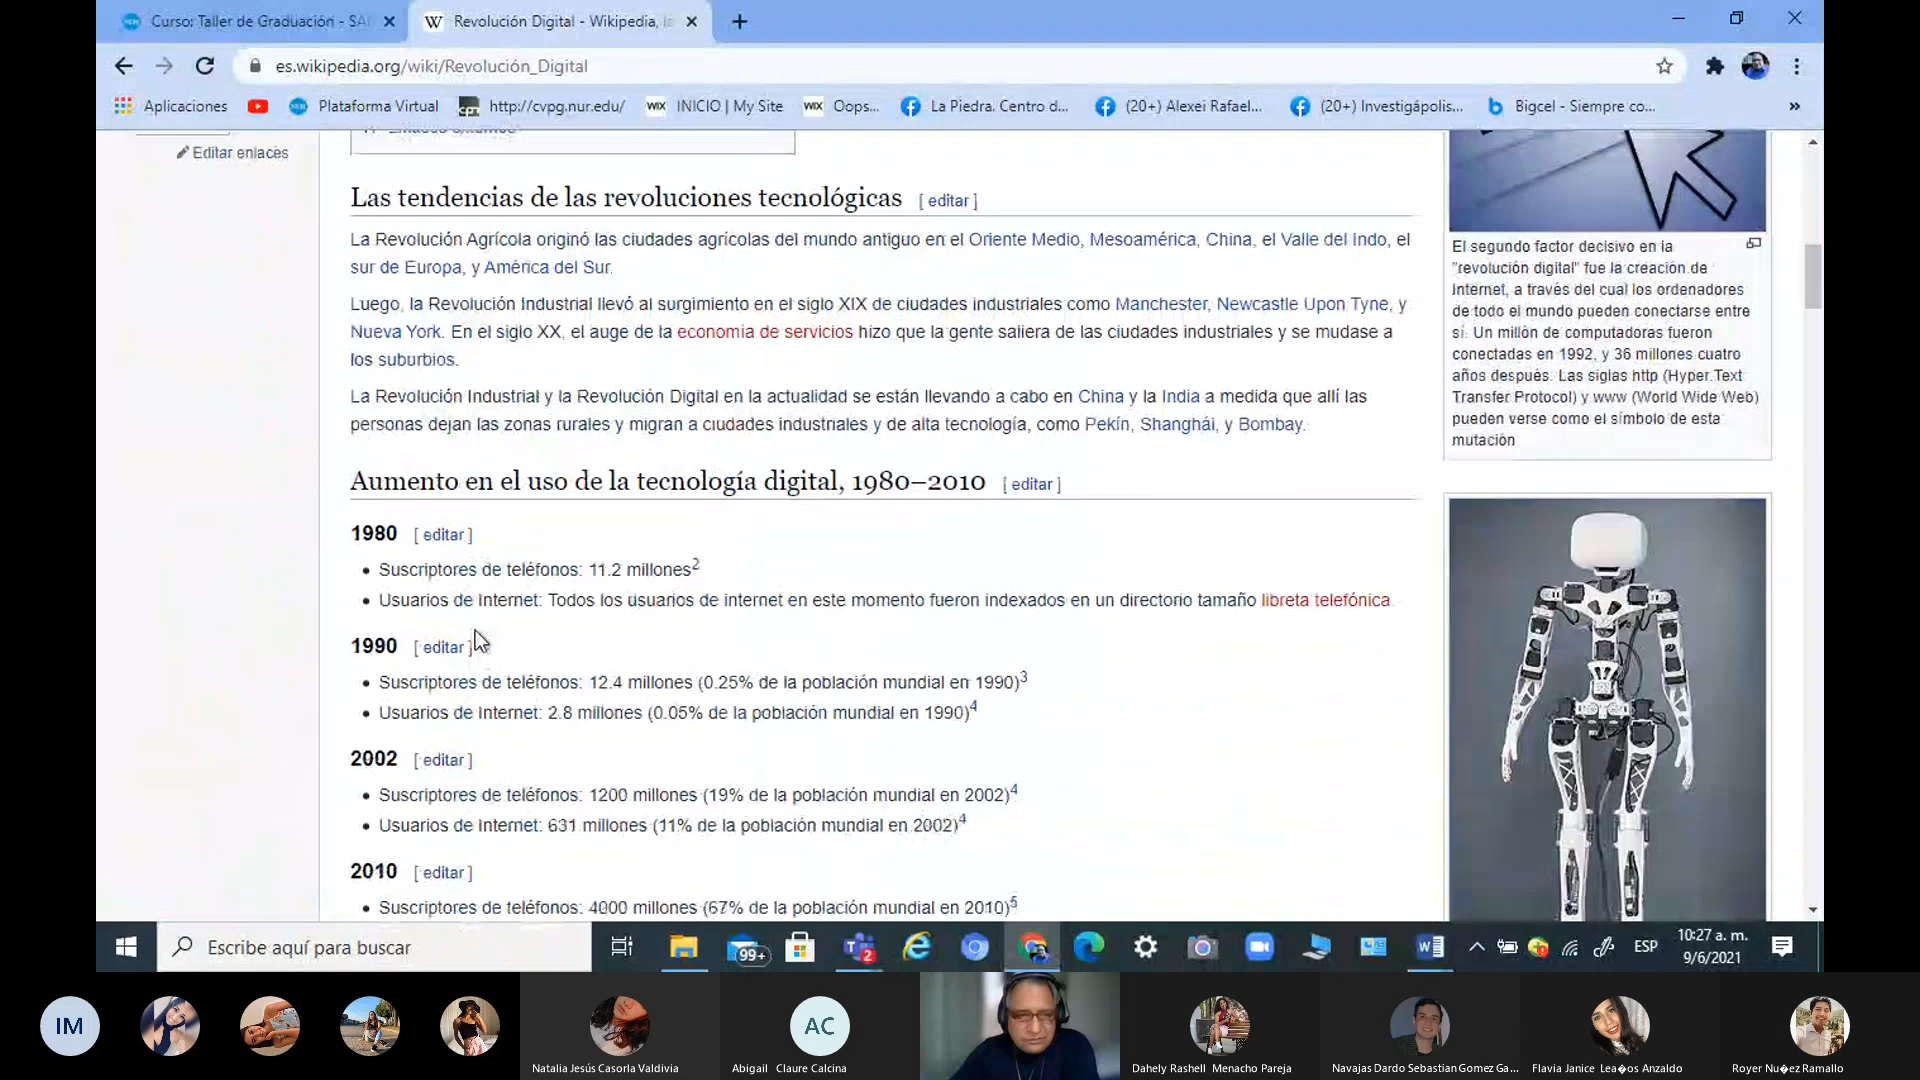 Curso: Taller de Graduación - SA
Revolución Digital - Wikipedia, la
es.wikipedia.org/wiki/Revolución_Digital
Aplicaciones
Plataforma Virtual
http://cvpg.nur.edu/
INICIO | My Site
Oops...
La Piedra. Centro d...
(20+) Alexei Rafael...
(20+) Investigápolis...
Bigcel - Siempre co...
Editar enlaces
Las tendencias de las revoluciones tecnológicas [ editar ]
La Revolución Agrícola originó las ciudades agrícolas del mundo antiguo en el Oriente Medio, Mesoamérica, China, el Valle del Indo, el
sur de Europa, y América del Sur.
Luego, la Revolución Industrial llevó al surgimiento en el siglo XIX de ciudades industriales como Manchester, Newcastle Upon Tyne, y
Nueva York. En el siglo XX, el auge de la economía de servicios hizo que la gente saliera de las ciudades industriales y se mudase a
los suburbios.
La Revolución Industrial y la Revolución Digital en la actualidad se están llevando a cabo en China y la India a medida que allí las
personas dejan las zonas rurales y migran a ciudades industriales y de alta tecnología, como Pekín, Shanghái, y Bombay.
Aumento en el uso de la tecnología digital, 1980–2010 [ editar ]
1980 [ editar ]
• Suscriptores de teléfonos: 11.2 millones2
• Usuarios de Internet: Todos los usuarios de internet en este momento fueron indexados en un directorio tamaño libreta telefónica
1990 [ editar ]
• Suscriptores de teléfonos: 12.4 millones (0.25% de la población mundial en 1990)3
• Usuarios de Internet: 2.8 millones (0.05% de la población mundial en 1990)4
2002 [ editar ]
• Suscriptores de teléfonos: 1200 millones (19% de la población mundial en 2002)4
• Usuarios de Internet: 631 millones (11% de la población mundial en 2002)4
2010 [ editar ]
• Suscriptores de teléfonos: 4000 millones (67% de la población mundial en 2010)5
El segundo factor decisivo en la
"revolución digital" fue la creación de
internet, a través del cual los ordenadores
de todo el mundo pueden conectarse entre
sí. Un millón de computadoras fueron
conectadas en 1992, y 36 millones cuatro
años después. Las siglas http (Hyper Text
Transfer Protocol) y www (World Wide Web)
pueden verse como el símbolo de esta
mutación
Escribe aquí para buscar
99+
2
ESP
10:27 a. m.
9/6/2021
IM
AC
Natalia Jesús Casorla Valdivia
Abigail Claure Calcina
Dahely Rashell Menacho Pareja
Navajas Dardo Sebastian Gomez Ga...
Flavia Janice Lea�os Anzaldo
Royer Nu�ez Ramallo